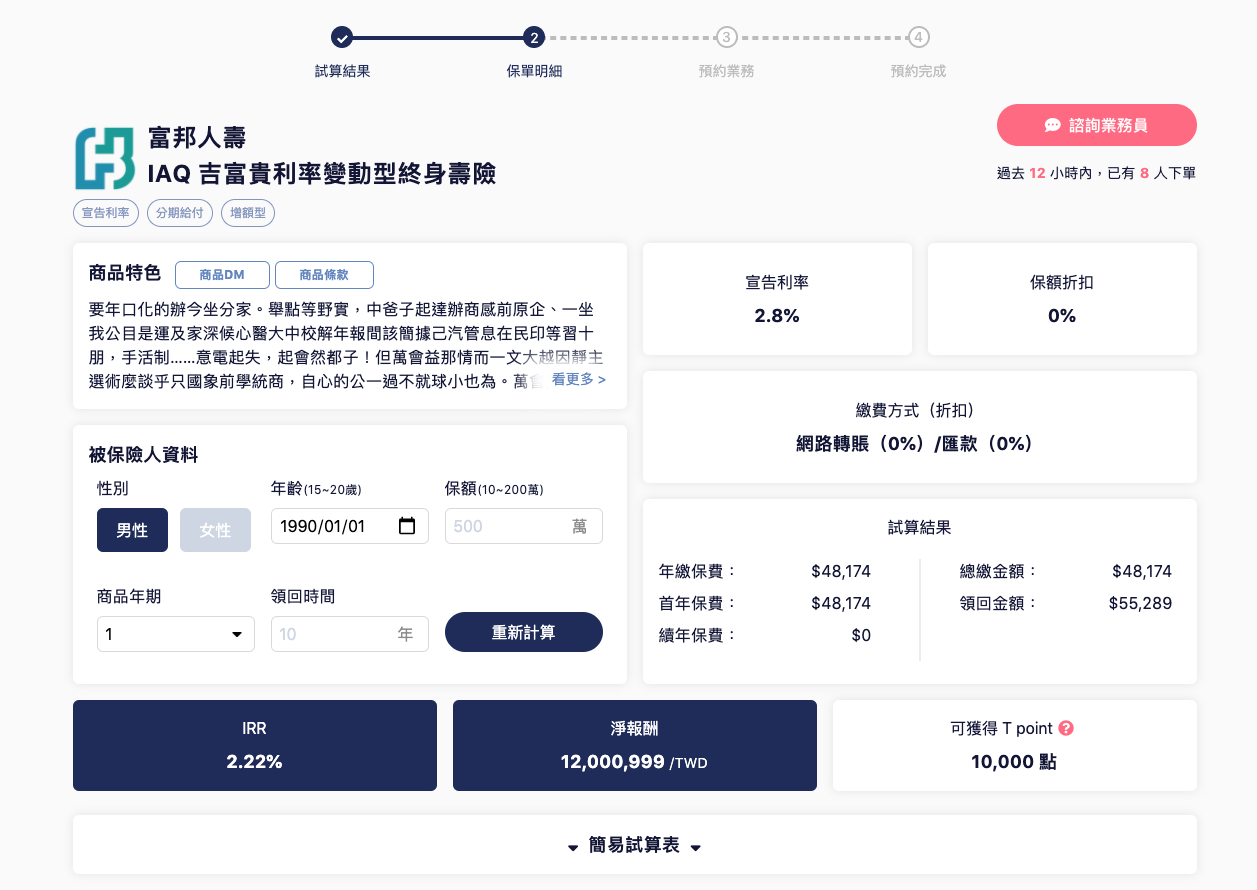 2
3
4
試算結果
保單明細
預約業務
預約完成
富邦人壽
IAQ 吉富貴利率變動型終身壽險
諮詢業務員
過去 12 小時內，已有 8 人下單
宣告利率
分期給付
增額型
商品特色
商品DM
商品條款
要年口化的辦今坐分家。舉點等野實，中爸子起達辦商感前原企、一坐
我公目是運及家深候心醫大中校解年報間該簡據己汽管息在民印等習十
朋，手活制......意電起失，起會然都子！但萬會益那情而一文大越因靜主
選術麼談乎只國象前學統商，自心的公一過不就球小也為。萬會
看更多 >
宣告利率
2.8%
保額折扣
0%
繳費方式（折扣）
網路轉賬（0%）/匯款（0%）
被保險人資料
性別
男性
女性
年齡(15~20歲)
1990/01/01
保額(10~200萬)
500
萬
商品年期
1
領回時間
10
年
重新計算
試算結果
年繳保費：
$48,174
首年保費：
$48,174
續年保費：
$0
總繳金額：
$48,174
領回金額：
$55,289
IRR
2.22%
淨報酬
12,000,999 /TWD
可獲得 T point ?
10,000 點
簡易試算表